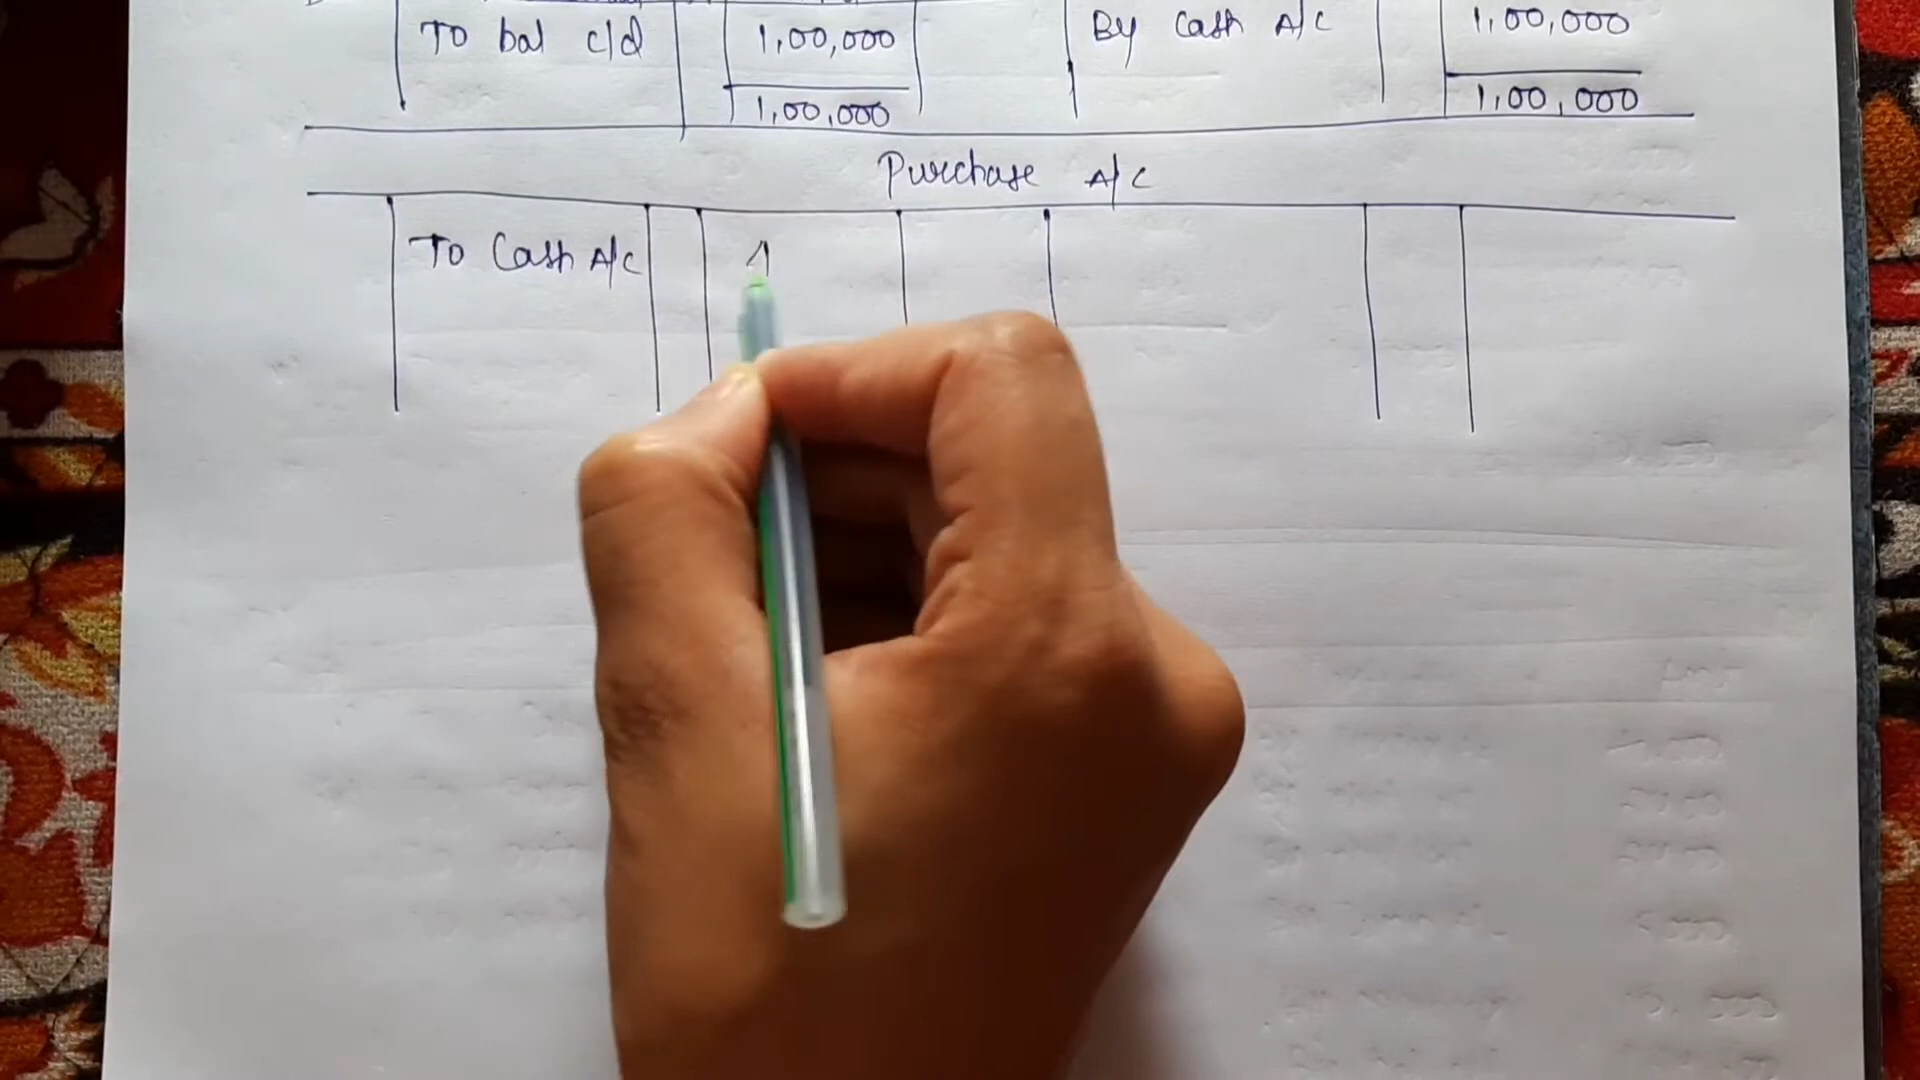 To bal c/d 1,00,000 By Cash A/c 1,00,000
1,00,000 1,00,000
Purchase A/c
To Cash A/c